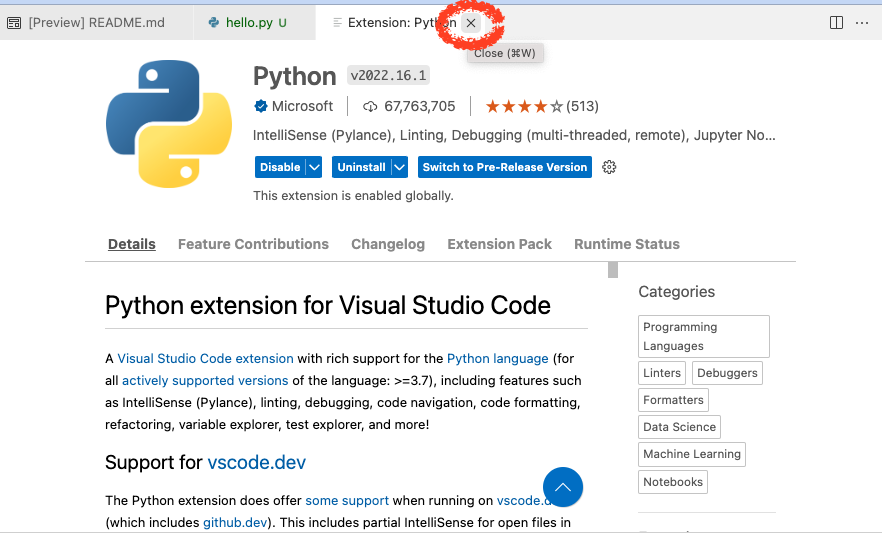 [Preview] README.md hello.py U Extension: Python
Close (⌘W)
Python v2022.16.1
Microsoft 67,763,705 (513)
IntelliSense (Pylance), Linting, Debugging (multi-threaded, remote), Jupyter No...
Disable Uninstall Switch to Pre-Release Version
This extension is enabled globally.
Details Feature Contributions Changelog Extension Pack Runtime Status
Python extension for Visual Studio Code
A Visual Studio Code extension with rich support for the Python language (for
all actively supported versions of the language: >=3.7), including features such
as IntelliSense (Pylance), linting, debugging, code navigation, code formatting,
refactoring, variable explorer, test explorer, and more!
Support for vscode.dev
The Python extension does offer some support when running on vscode.d
(which includes github.dev). This includes partial IntelliSense for open files in
Categories
Programming
Languages
Linters Debuggers
Formatters
Data Science
Machine Learning
Notebooks